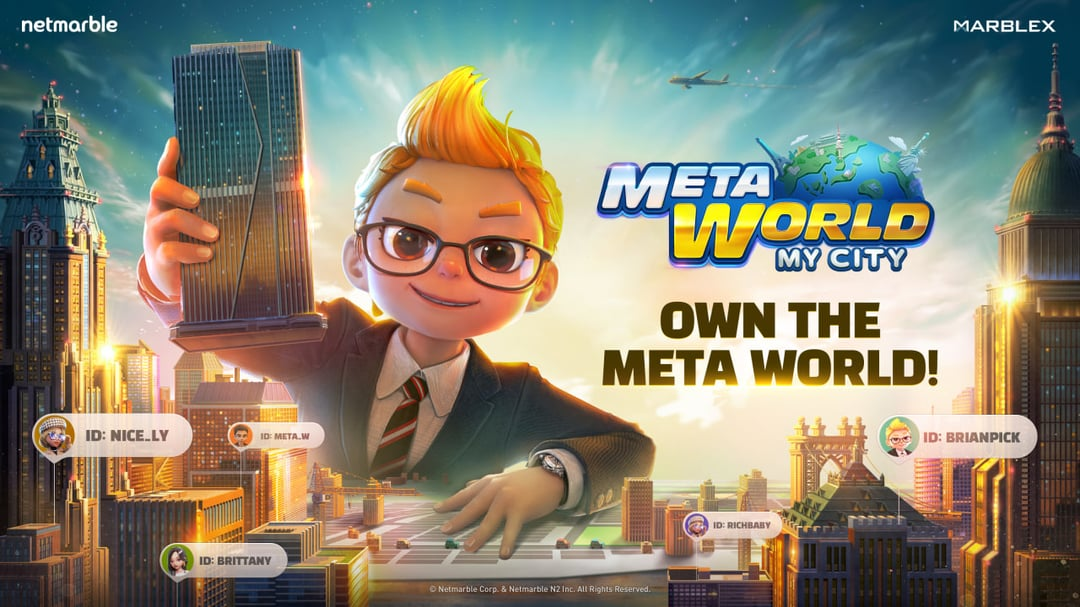 netmarble
MARBLEX
META
WORLD
MY CITY
OWN THE
META WORLD!
ID: NICE_LY
ID: META_W
ID: BRIANPICK
ID: RICHBABY
ID: BRITTANY
© Netmarble Corp. & Netmarble N2 Inc. All Rights Reserved.